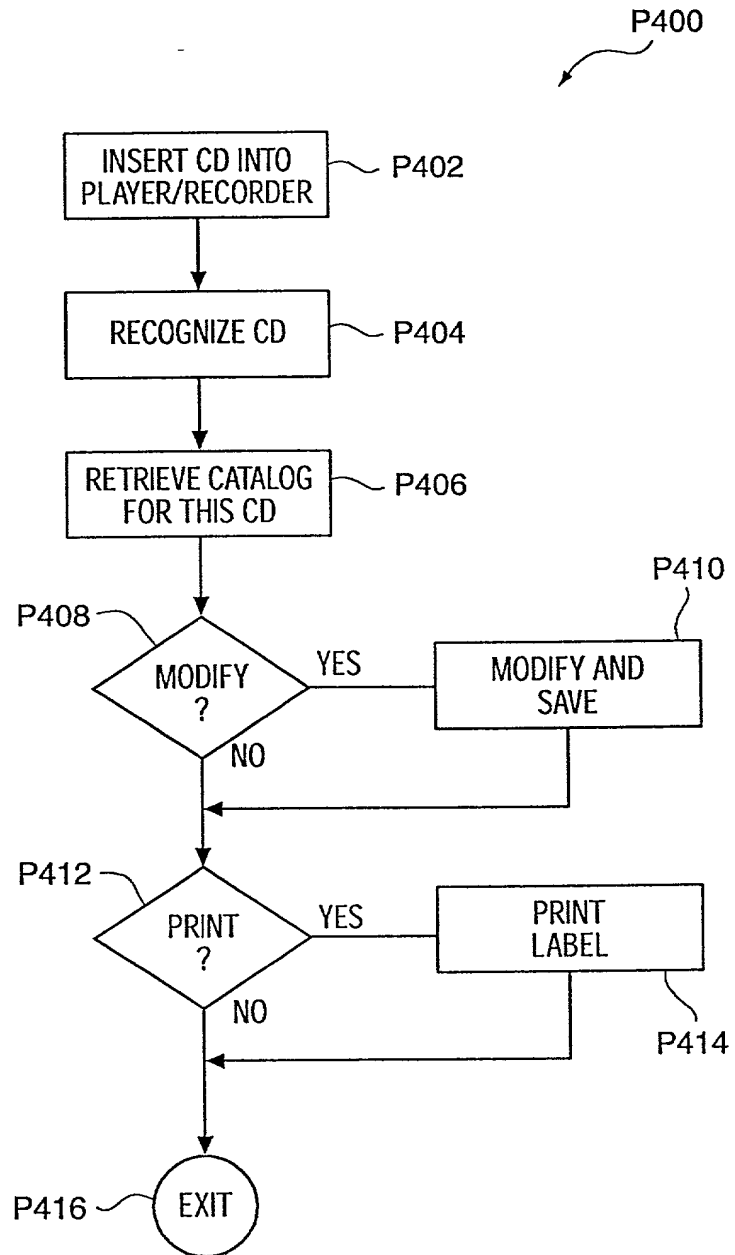 P400
INSERT CD INTO
PLAYER/RECORDER
P402
RECOGNIZE CD
P404
RETRIEVE CATALOG
FOR THIS CD
P406
P408
MODIFY
?
YES
NO
P410
MODIFY AND
SAVE
P412
PRINT
?
YES
NO
PRINT
LABEL
P414
P416
EXIT